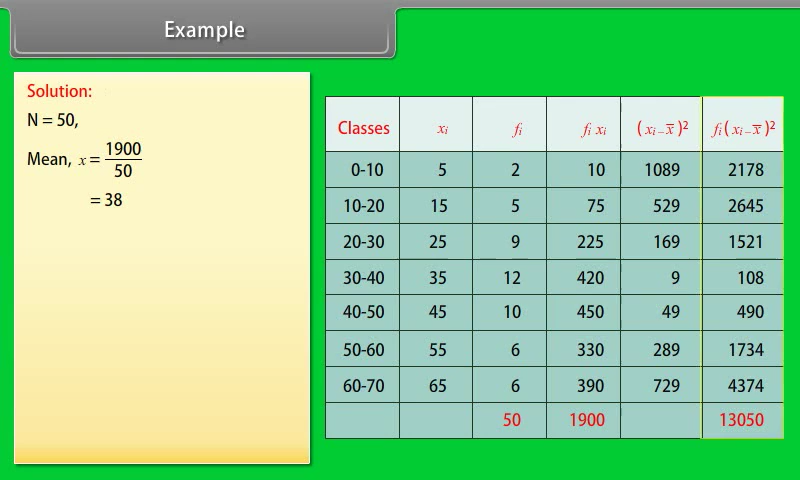 Example
Solution:
N = 50,
Mean, x = 1900/50
= 38
Classes xᵢ fᵢ fᵢ xᵢ (xᵢ₋x̅)² fᵢ(xᵢ₋x̅)²
0-10 5 2 10 1089 2178
10-20 15 5 75 529 2645
20-30 25 9 225 169 1521
30-40 35 12 420 9 108
40-50 45 10 450 49 490
50-60 55 6 330 289 1734
60-70 65 6 390 729 4374
50 1900 13050